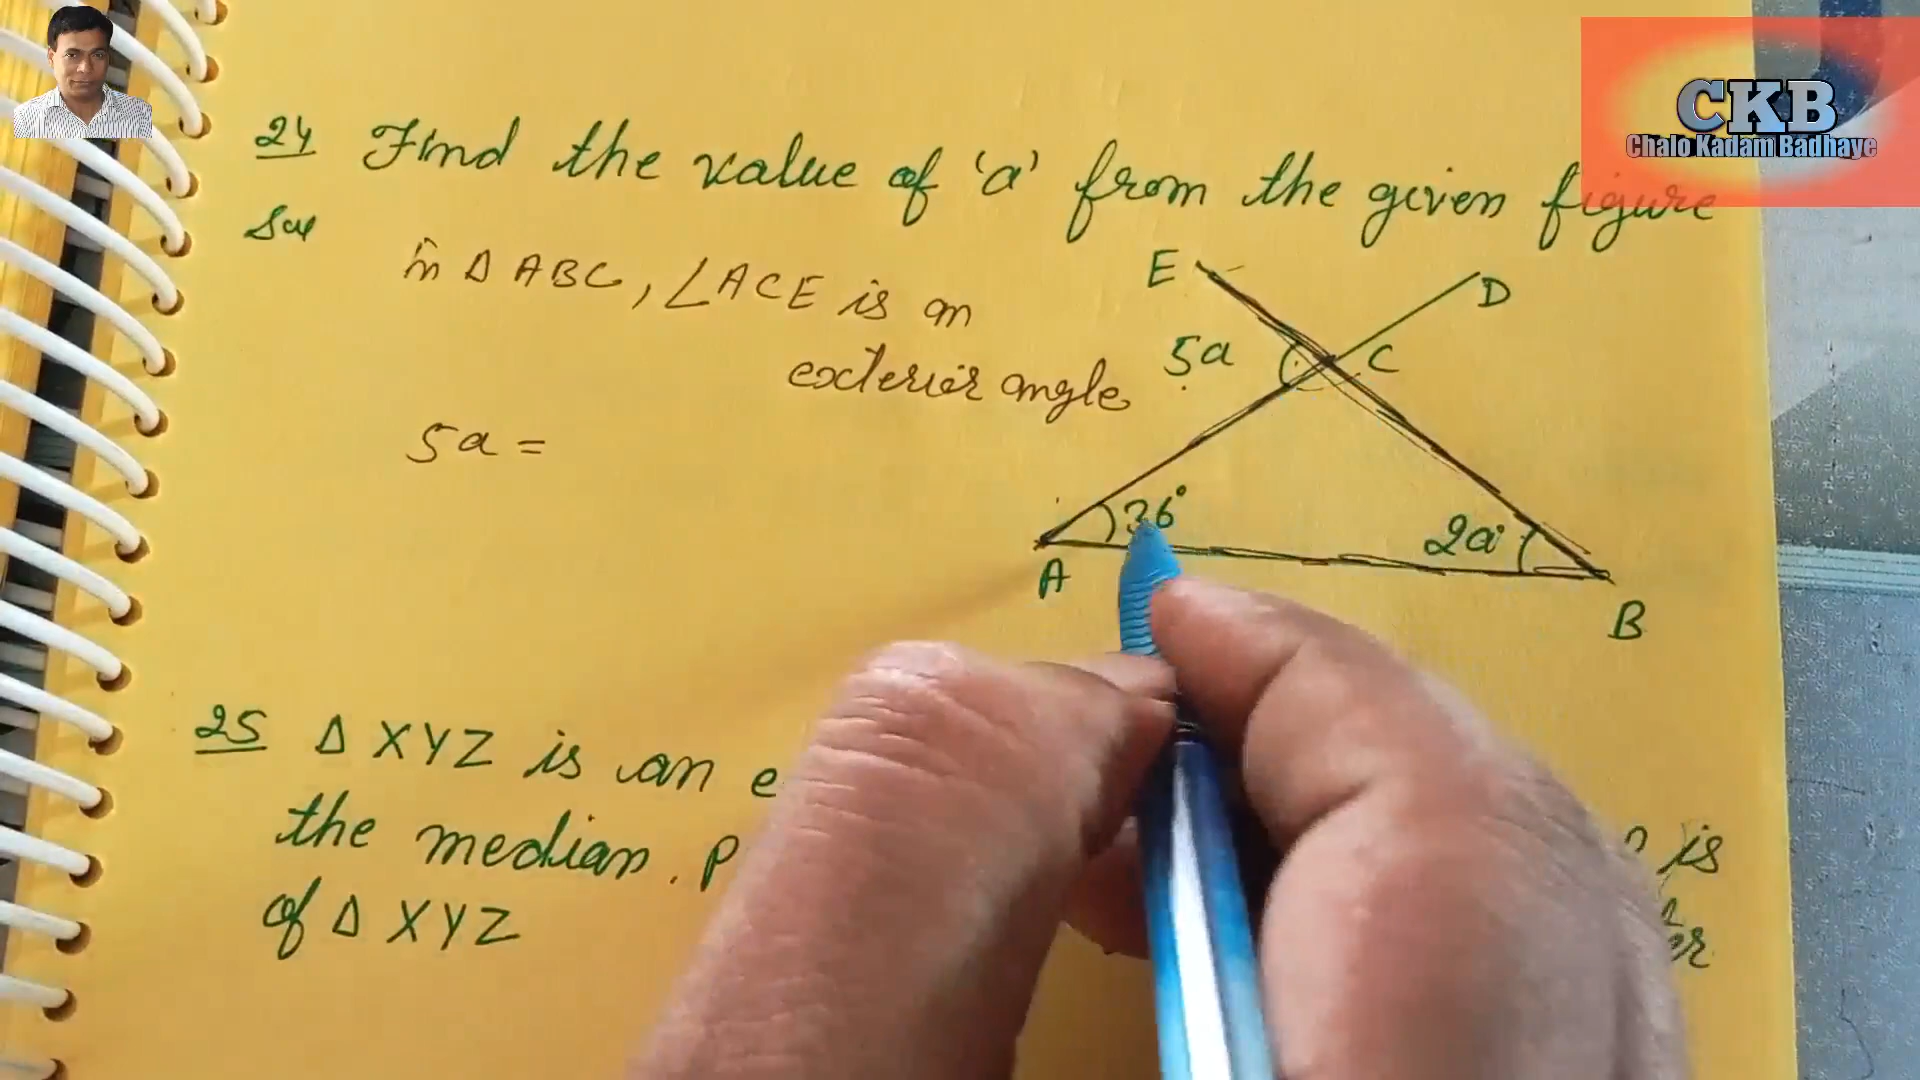 CKB
Chalo Kadam Badhaye
24 Find the value of 'a' from the given figure
Sol
in Δ ABC, ∠ACE is an
exterior angle
5a =
E
D
5a
C
36°
2a
A
B
25 Δ XYZ is an
the median. P
is
of Δ XYZ